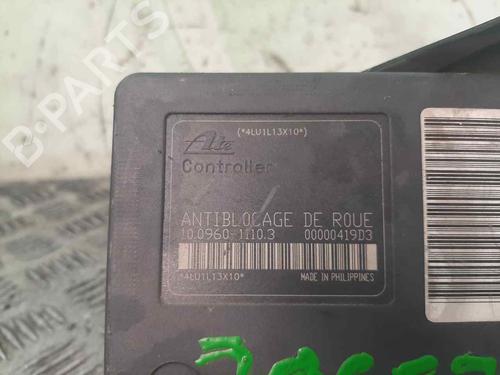 (*4LU1L13X10*)
Ate
Controller
ANTIBLOCAGE DE ROUE
10.0960-1110.3 00000419D3
*4LU1L13X10* MADE IN PHILIPPINES
B-PARTS